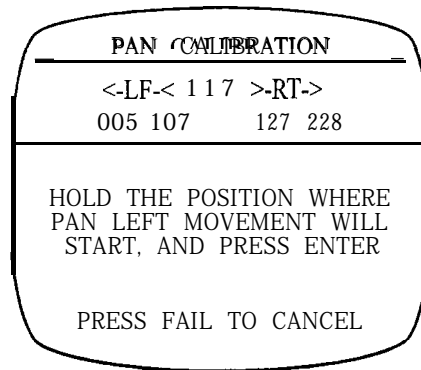 PAN CALIBRATION
<-LF-< 117 >-RT->
005 107 127 228
HOLD THE POSITION WHERE
PAN LEFT MOVEMENT WILL
START, AND PRESS ENTER
PRESS FAIL TO CANCEL